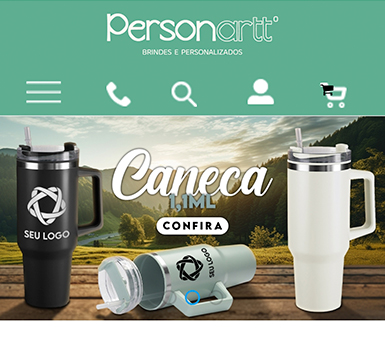 Personartt®
BRINDES E PERSONALIZADOS
Caneca
1,1ML
CONFIRA
SEU LOGO
SEU LOGO